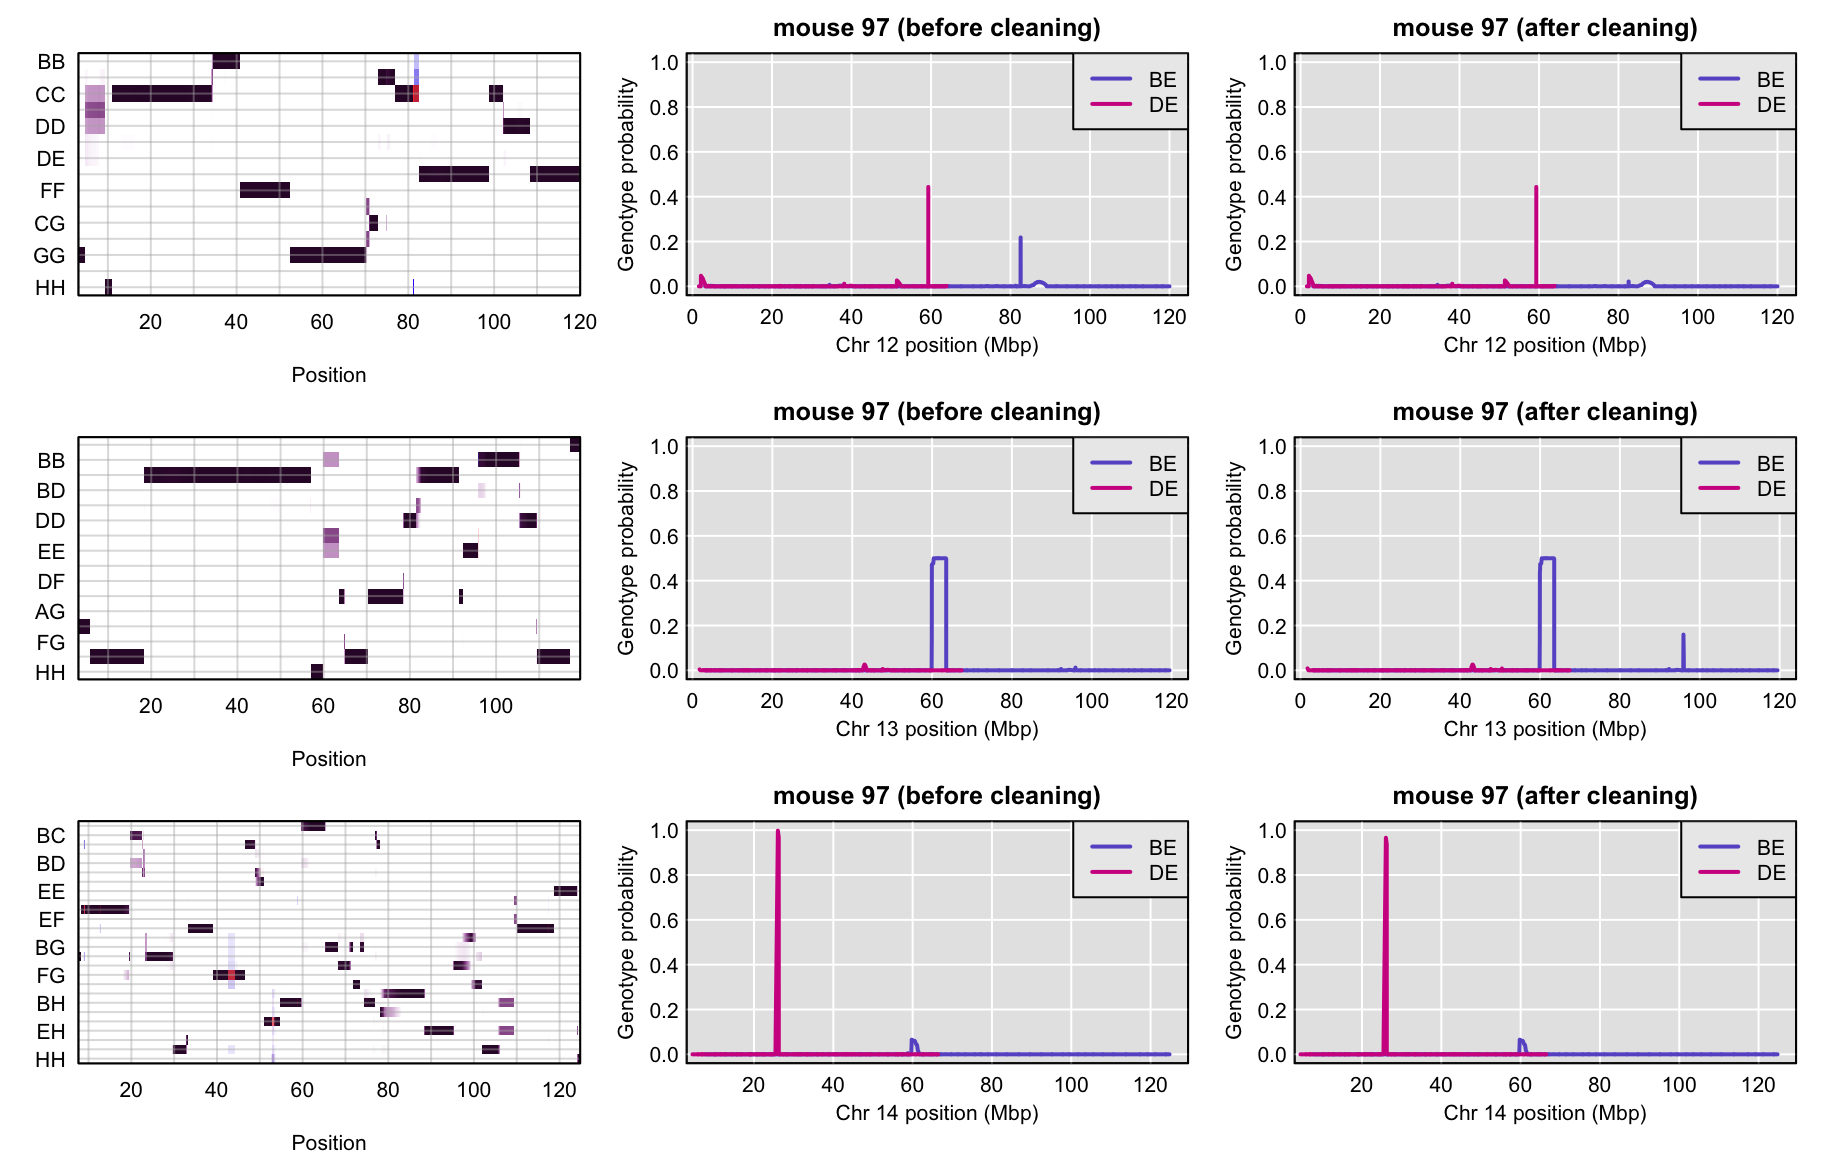 BB
CC
DD
DE
FF
CG
GG
HH
20 40 60 80 100 120
Position
mouse 97 (before cleaning)
Genotype probability
1.0
0.8
0.6
0.4
0.2
0.0
BE
DE
0 20 40 60 80 100 120
Chr 12 position (Mbp)
mouse 97 (after cleaning)
Genotype probability
1.0
0.8
0.6
0.4
0.2
0.0
BE
DE
0 20 40 60 80 100 120
Chr 12 position (Mbp)
BB
BD
DD
EE
DF
AG
FG
HH
20 40 60 80 100
Position
mouse 97 (before cleaning)
Genotype probability
1.0
0.8
0.6
0.4
0.2
0.0
BE
DE
0 20 40 60 80 100 120
Chr 13 position (Mbp)
mouse 97 (after cleaning)
Genotype probability
1.0
0.8
0.6
0.4
0.2
0.0
BE
DE
0 20 40 60 80 100 120
Chr 13 position (Mbp)
BC
BD
EE
EF
BG
FG
BH
EH
HH
20 40 60 80 100 120
Position
mouse 97 (before cleaning)
Genotype probability
1.0
0.8
0.6
0.4
0.2
0.0
BE
DE
20 40 60 80 100 120
Chr 14 position (Mbp)
mouse 97 (after cleaning)
Genotype probability
1.0
0.8
0.6
0.4
0.2
0.0
BE
DE
20 40 60 80 100 120
Chr 14 position (Mbp)